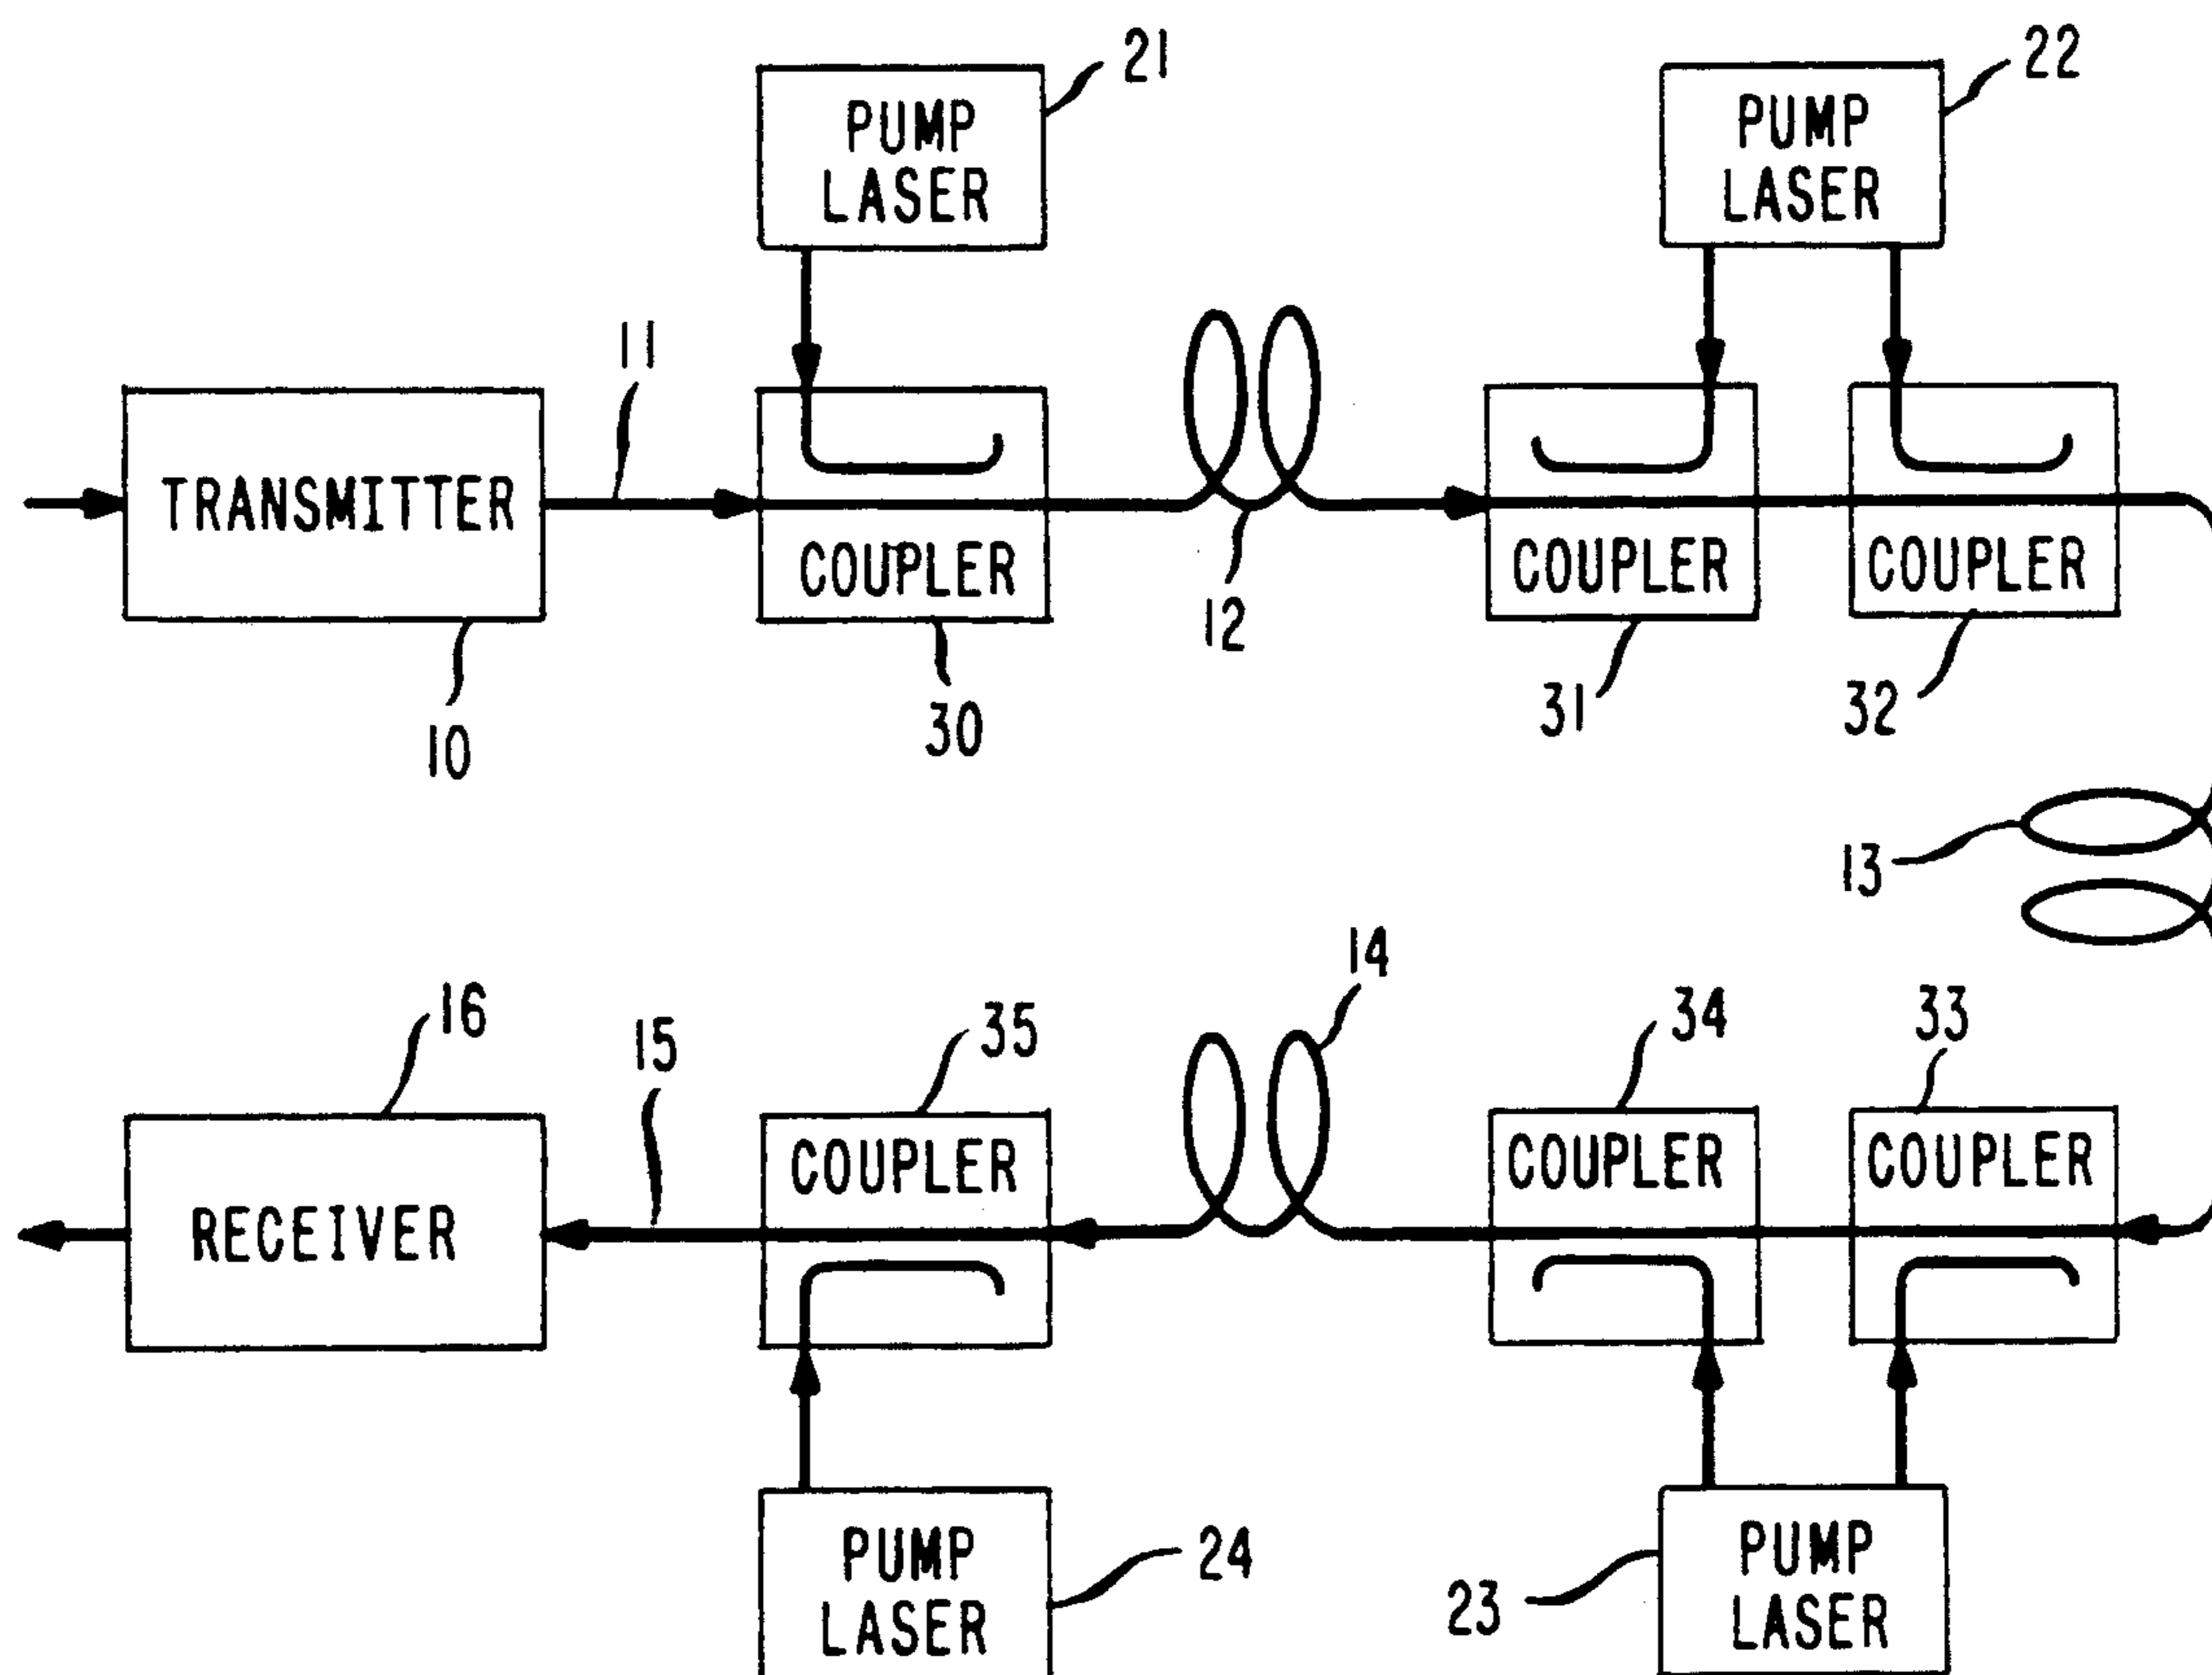 21
22
PUMP
LASER
PUMP
LASER
11
TRANSMITTER
COUPLER
COUPLER
COUPLER
12
10
30
31
32
13
14
16
15
35
34
33
COUPLER
COUPLER
COUPLER
RECEIVER
PUMP
LASER
24
23
PUMP
LASER